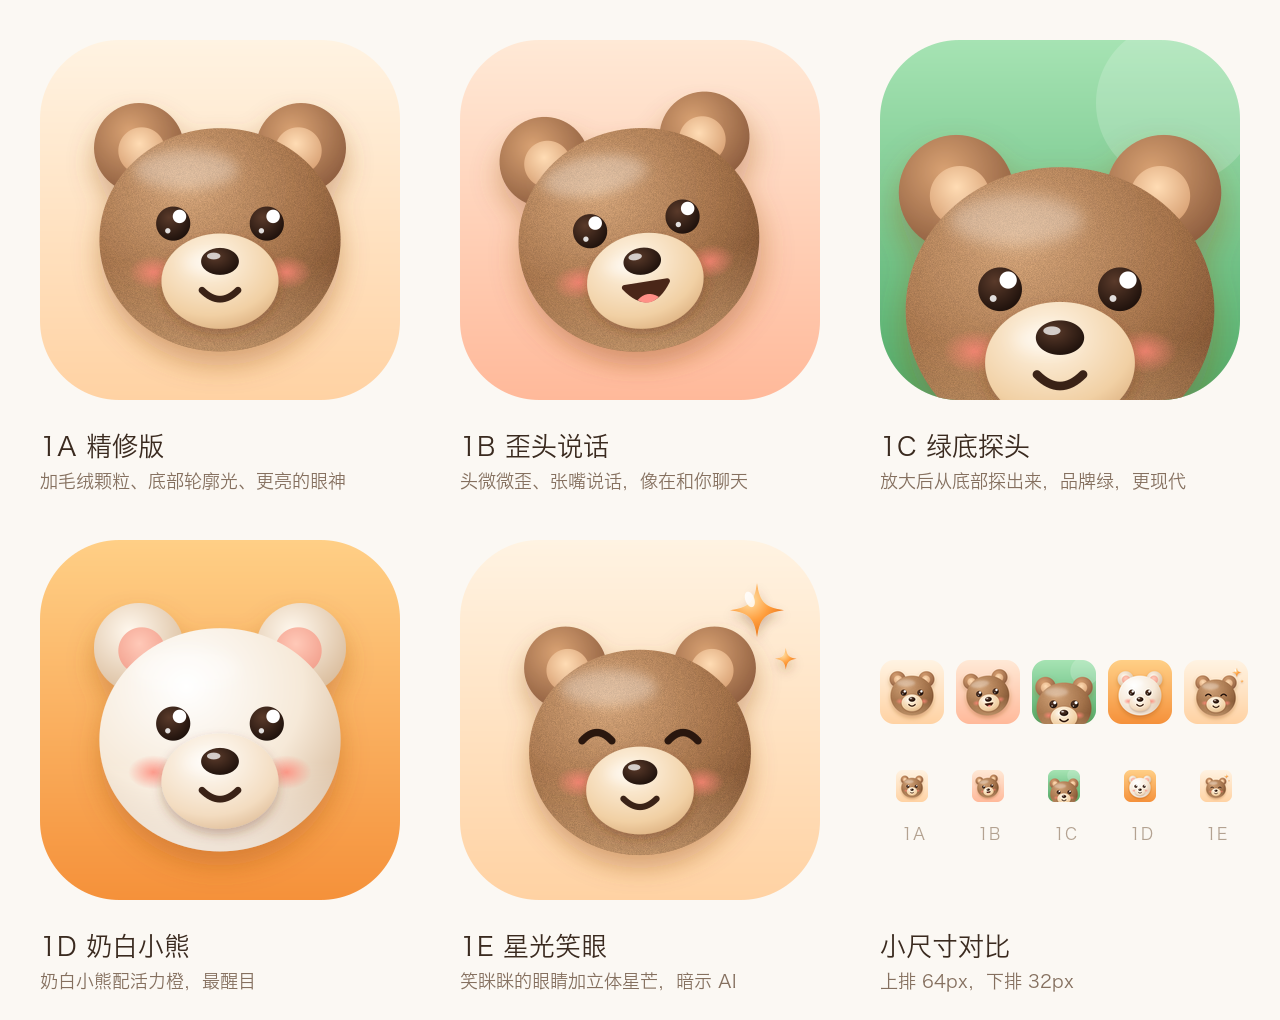 1A 精修版
加毛绒颗粒、底部轮廓光、更亮的眼神
1B 歪头说话
头微微歪、张嘴说话，像在和你聊天
1C 绿底探头
放大后从底部探出来，品牌绿，更现代
1D 奶白小熊
奶白小熊配活力橙，最醒目
1E 星光笑眼
笑眯眯的眼睛加立体星芒，暗示 AI
1A 1B 1C 1D 1E
小尺寸对比
上排 64px，下排 32px